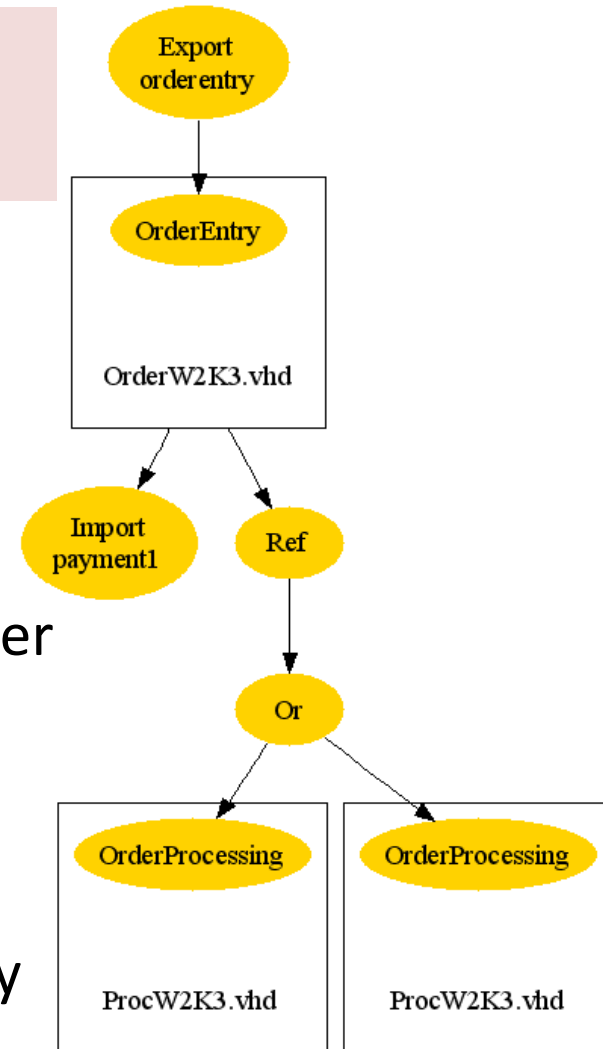 Export
orderentry
OrderEntry
OrderW2K3.vhd
Import
payment1
Ref
er
Or
OrderProcessing
OrderProcessing
y
ProcW2K3.vhd
ProcW2K3.vhd